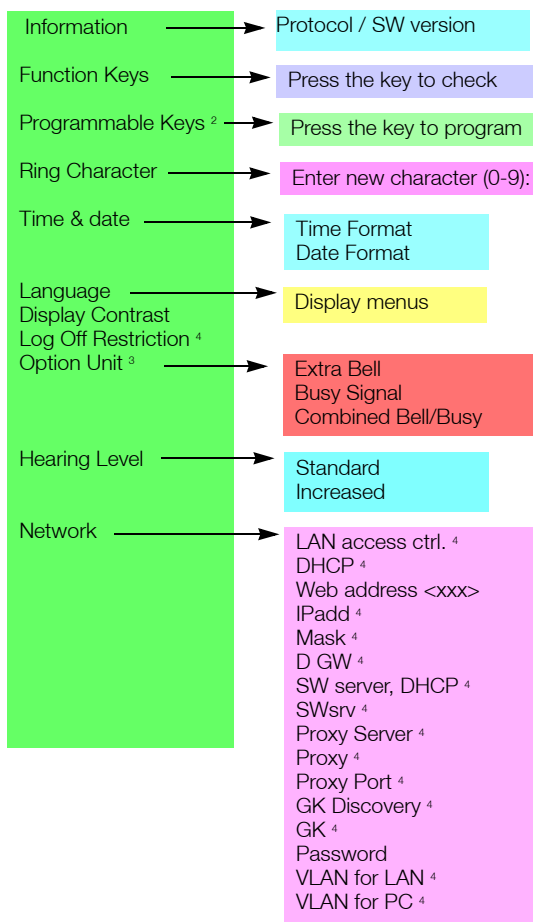 Information
Protocol / SW version
Function Keys
Press the key to check
Programmable Keys ²
Press the key to program
Ring Character
Enter new character (0-9):
Time & date
Time Format
Date Format
Language
Display menus
Display Contrast
Log Off Restriction ⁴
Option Unit ³
Extra Bell
Busy Signal
Combined Bell/Busy
Hearing Level
Standard
Increased
Network
LAN access ctrl. ⁴
DHCP ⁴
Web address <xxx>
IPadd ⁴
Mask ⁴
D GW ⁴
SW server, DHCP ⁴
SWsrv ⁴
Proxy Server ⁴
Proxy ⁴
Proxy Port ⁴
GK Discovery ⁴
GK ⁴
Password
VLAN for LAN ⁴
VLAN for PC ⁴